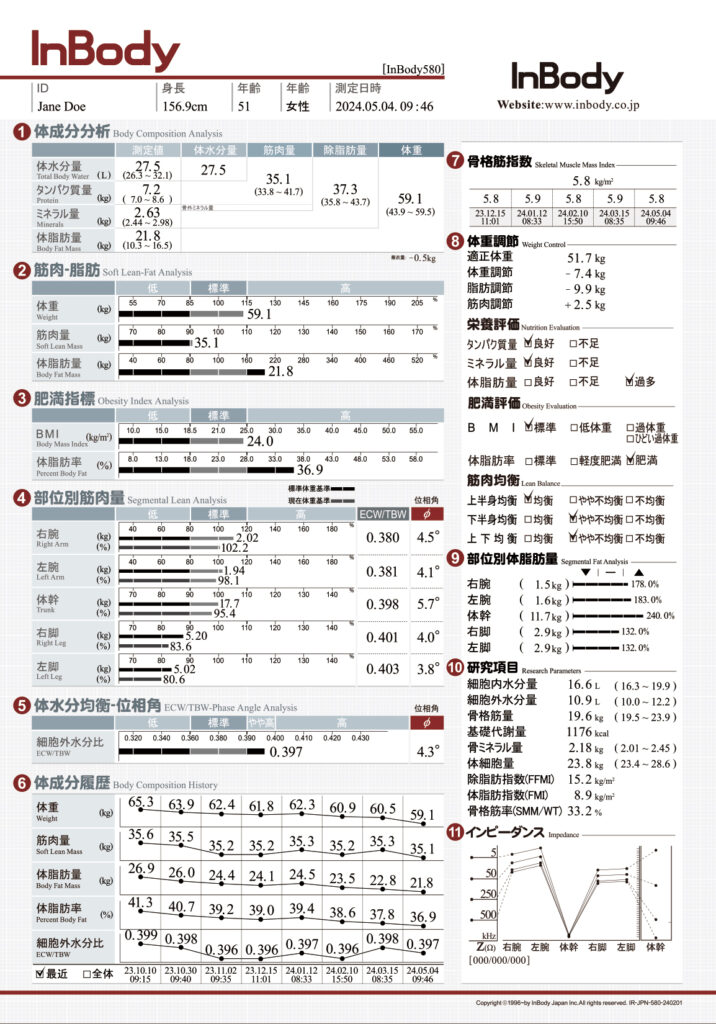 InBody
[InBody580]
InBody
Website:www.inbody.co.jp
ID 身長 年齢 年齢 測定日時
Jane Doe 156.9cm 51 女性 2024.05.04. 09:46
1 体成分分析 Body Composition Analysis
測定値 体水分量 筋肉量 除脂肪量 体重
体水分量 Total Body Water (L) 27.5 (26.3~32.1) 27.5 35.1 (33.8~41.7) 37.3 (35.8~43.7) 59.1 (43.9~59.5)
タンパク質量 Protein (kg) 7.2 (7.0~8.6)
ミネラル量 Minerals (kg) 2.63 (2.44~2.98) 骨外ミネラル量
体脂肪量 Body Fat Mass (kg) 21.8 (10.3~16.5)
着衣量: -0.5kg
2 筋肉-脂肪 Soft Lean-Fat Analysis
低 標準 高
体重 Weight (kg) 55 70 85 100 115 130 145 160 175 190 205 % 59.1
筋肉量 Soft Lean Mass (kg) 70 80 90 100 110 120 130 140 150 160 170 % 35.1
体脂肪量 Body Fat Mass (kg) 40 60 80 100 160 220 280 340 400 460 520 % 21.8
3 肥満指標 Obesity Index Analysis
低 標準 高
BMI Body Mass Index (kg/m²) 10.0 15.0 18.5 21.0 25.0 30.0 35.0 40.0 45.0 50.0 55.0 24.0
体脂肪率 Percent Body Fat (%) 8.0 13.0 18.0 23.0 28.0 33.0 38.0 43.0 48.0 53.0 58.0 36.9
標準体重基準
現在体重基準
4 部位別筋肉量 Segmental Lean Analysis
低 標準 高 ECW/TBW 位相角 ϕ
右腕 Right Arm (kg) (%) 40 60 80 100 120 140 160 180 % 2.02 102.2 0.380 4.5°
左腕 Left Arm (kg) (%) 40 60 80 100 120 140 160 180 % 1.94 98.1 0.381 4.1°
体幹 Trunk (kg) (%) 70 80 90 100 110 120 130 140 % 17.7 95.4 0.398 5.7°
右脚 Right Leg (kg) (%) 70 80 90 100 110 120 130 140 % 5.20 83.6 0.401 4.0°
左脚 Left Leg (kg) (%) 70 80 90 100 110 120 130 140 % 5.02 80.6 0.403 3.8°
5 体水分均衡-位相角 ECW/TBW-Phase Angle Analysis
低 標準 やや高 高 位相角 ϕ
細胞外水分比 ECW/TBW 0.320 0.340 0.360 0.380 0.390 0.400 0.410 0.420 0.430 0.397 4.3°
6 体成分履歴 Body Composition History
体重 Weight (kg) 65.3 63.9 62.4 61.8 62.3 60.9 60.5 59.1
筋肉量 Soft Lean Mass (kg) 35.6 35.5 35.2 35.2 35.3 35.2 35.3 35.1
体脂肪量 Body Fat Mass (kg) 26.9 26.0 24.4 24.1 24.5 23.5 22.8 21.8
体脂肪率 Percent Body Fat (%) 41.3 40.7 39.2 39.0 39.4 38.6 37.8 36.9
細胞外水分比 ECW/TBW 0.399 0.398 0.396 0.396 0.397 0.396 0.398 0.397
最近 全体 23.10.10 23.10.30 23.11.02 23.12.15 24.01.12 24.02.10 24.03.15 24.05.04
09:15 09:40 09:35 11:01 08:33 15:50 08:35 09:46
7 骨格筋指数 Skeletal Muscle Mass Index
5.8 kg/m²
5.8 5.9 5.9 5.8 5.8
23.12.15 24.01.12 24.02.10 24.03.15 24.05.04
11:01 08:33 15:50 08:35 09:46
8 体重調節 Weight Control
適正体重 51.7 kg
体重調節 - 7.4 kg
脂肪調節 - 9.9 kg
筋肉調節 + 2.5 kg
栄養評価 Nutrition Evaluation
タンパク質量 ☑良好 □不足
ミネラル量 ☑良好 □不足
体脂肪量 □良好 □不足 ☑過多
肥満評価 Obesity Evaluation
BMI ☑標準 □低体重 □過体重
□ひどい過体重
体脂肪率 □標準 □軽度肥満 ☑肥満
筋肉均衡 Lean Balance
上半身均衡 ☑均衡 □やや不均衡 □不均衡
下半身均衡 □均衡 ☑やや不均衡 □不均衡
上下均衡 □均衡 ☑やや不均衡 □不均衡
9 部位別体脂肪量 Segmental Fat Analysis
▼ ー ▲
右腕 ( 1.5kg ) 178.0%
左腕 ( 1.6kg ) 183.0%
体幹 ( 11.7kg ) 240.0%
右脚 ( 2.9kg ) 132.0%
左脚 ( 2.9kg ) 132.0%
10 研究項目 Research Parameters
細胞内水分量 16.6 L (16.3~19.9)
細胞外水分量 10.9 L (10.0~12.2)
骨格筋量 19.6 kg (19.5~23.9)
基礎代謝量 1176 kcal
骨ミネラル量 2.18 kg (2.01~2.45)
体細胞量 23.8 kg (23.4~28.6)
除脂肪指数(FFMI) 15.2 kg/m²
体脂肪指数(FMI) 8.9 kg/m²
骨格筋率(SMM/WT) 33.2 %
11 インピーダンス Impedance
5
50
250
500
kHz
Z(Ω) 右腕 左腕 体幹 右脚 左脚 体幹
[000/000/000]
Copyright ©1996~by InBody Japan Inc. All rights reserved. IR-JPN-580-240201